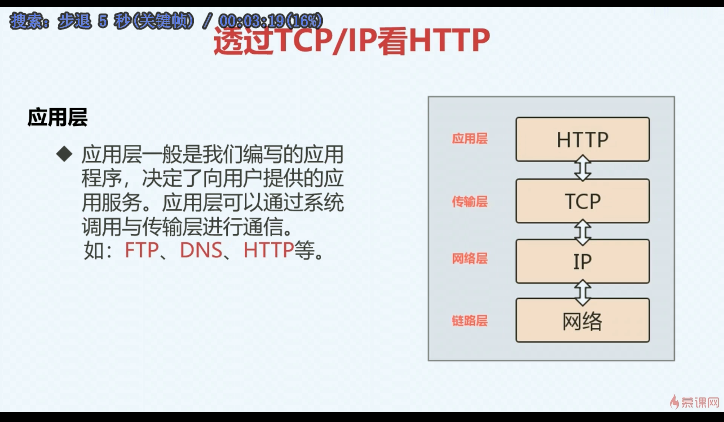 搜索: 步退 5 秒(关键帧) / 00:03:19(16%)
透过TCP/IP看HTTP
应用层
◆ 应用层一般是我们编写的应用
程序，决定了向用户提供的应
用服务。应用层可以通过系统
调用与传输层进行通信。
如：FTP、DNS、HTTP等。
应用层 HTTP
传输层 TCP
网络层 IP
链路层 网络
慕课网